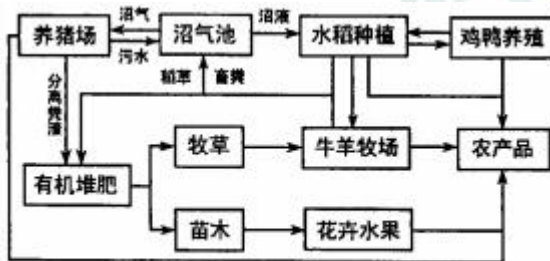 沼气
沼液
养猪场
沼气池
水稻种植
鸡鸭养殖
污水
稻草
畜粪
分离粪渣
牧草
牛羊牧场
农产品
有机堆肥
苗木
花卉水果